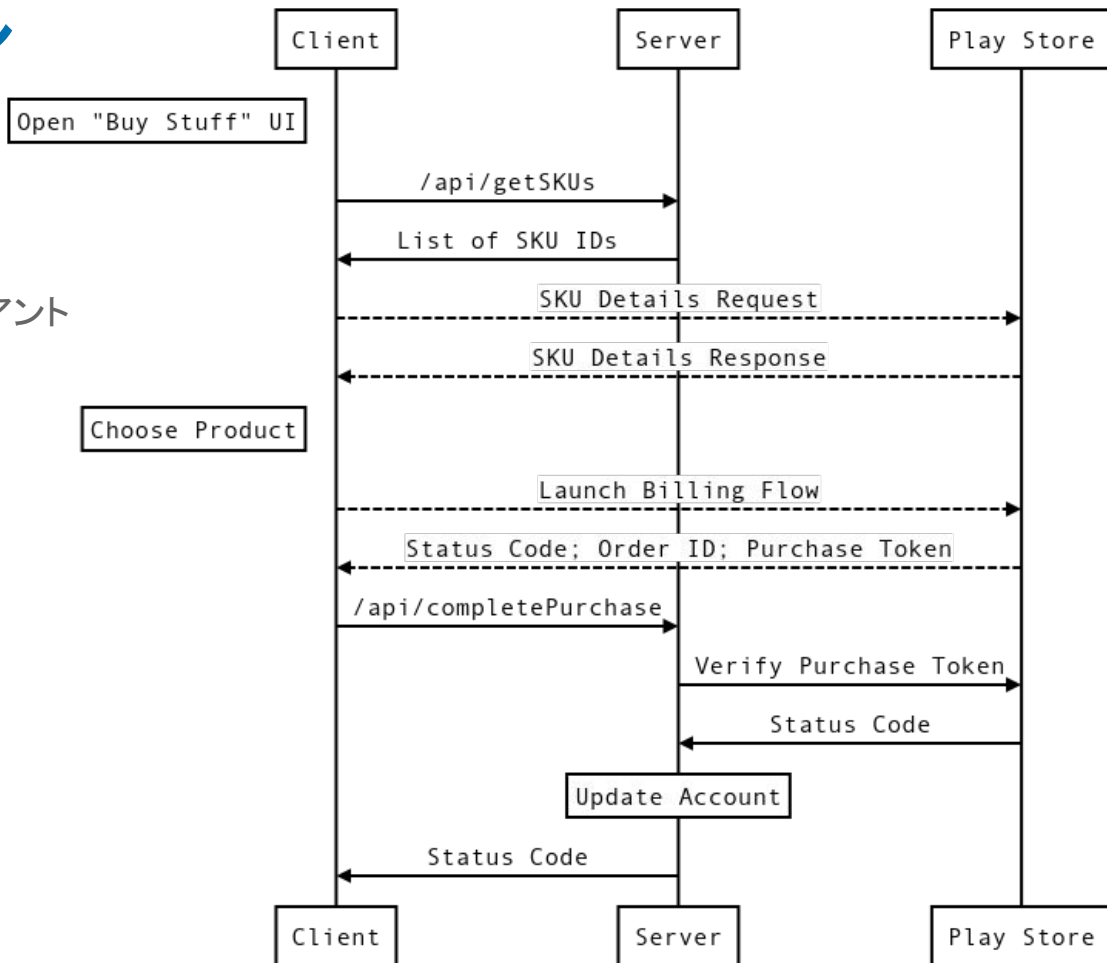 Client
Server
Play Store
Open "Buy Stuff" UI
/api/getSKUs
List of SKU IDs
SKU Details Request
アント
SKU Details Response
Choose Product
Launch Billing Flow
Status Code; Order ID; Purchase Token
/api/completePurchase
Verify Purchase Token
Status Code
Update Account
Status Code
Client
Server
Play Store